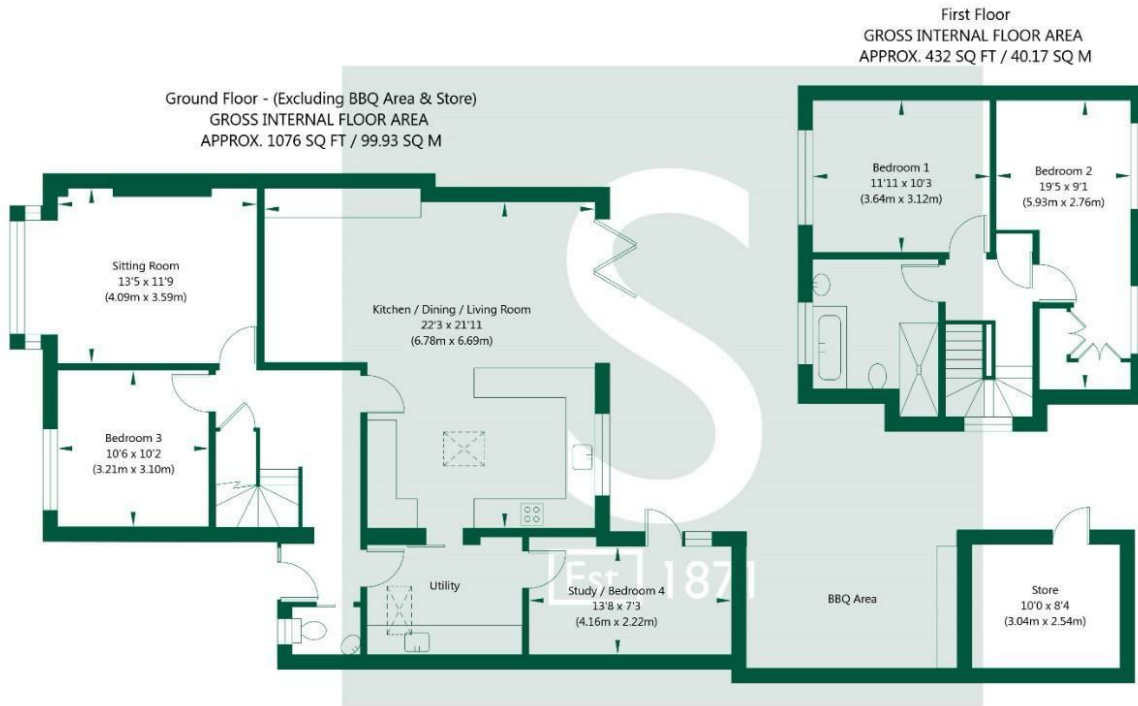 First Floor
GROSS INTERNAL FLOOR AREA
APPROX. 432 SQ FT / 40.17 SQ M
Ground Floor - (Excluding BBQ Area & Store)
GROSS INTERNAL FLOOR AREA
APPROX. 1076 SQ FT / 99.93 SQ M
Bedroom 1
11'11 x 10'3
(3.64m x 3.12m)
Bedroom 2
19'5 x 9'1
(5.93m x 2.76m)
Sitting Room
13'5 x 11'9
(4.09m x 3.59m)
Kitchen / Dining / Living Room
22'3 x 21'11
(6.78m x 6.69m)
Bedroom 3
10'6 x 10'2
(3.21m x 3.10m)
Utility
Study / Bedroom 4
13'8 x 7'3
(4.16m x 2.22m)
BBQ Area
Store
10'0 x 8'4
(3.04m x 2.54m)
S
Est. 1871